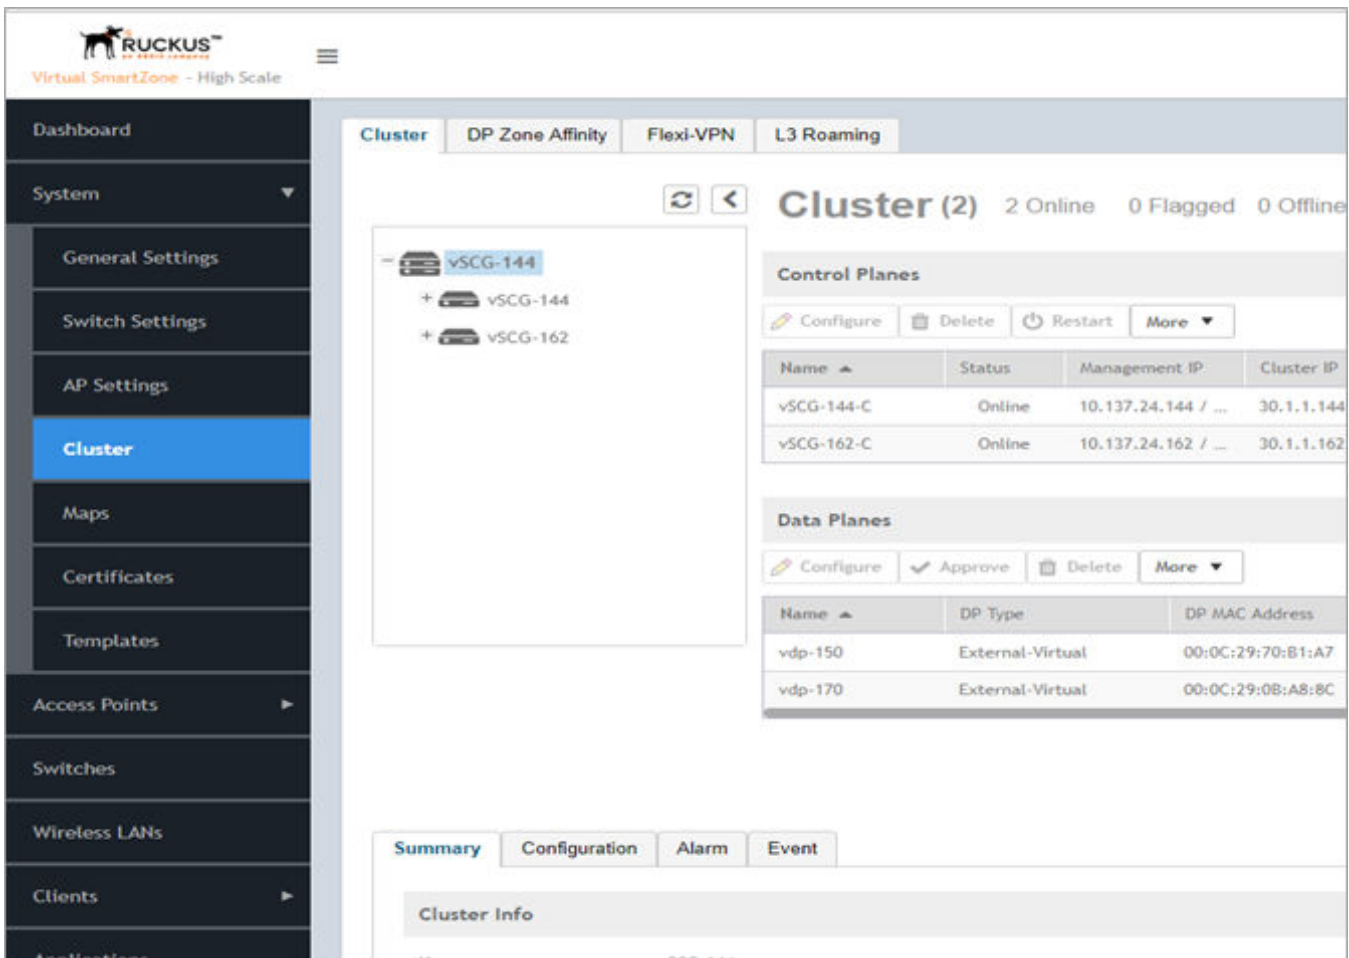 RUCKUS™
Virtual SmartZone - High Scale
Dashboard
System
General Settings
Switch Settings
AP Settings
Cluster
Maps
Certificates
Templates
Access Points
Switches
Wireless LANs
Clients
Cluster DP Zone Affinity Flexi-VPN L3 Roaming
vSCG-144
vSCG-144
vSCG-162
Cluster (2) 2 Online 0 Flagged 0 Offline
Control Planes
Configure Delete Restart More
Name Status Management IP Cluster IP
vSCG-144-C Online 10.137.24.144 / ... 30.1.1.144
vSCG-162-C Online 10.137.24.162 / ... 30.1.1.162
Data Planes
Configure Approve Delete More
Name DP Type DP MAC Address
vdp-150 External-Virtual 00:0C:29:70:B1:A7
vdp-170 External-Virtual 00:0C:29:0B:A8:8C
Summary Configuration Alarm Event
Cluster Info